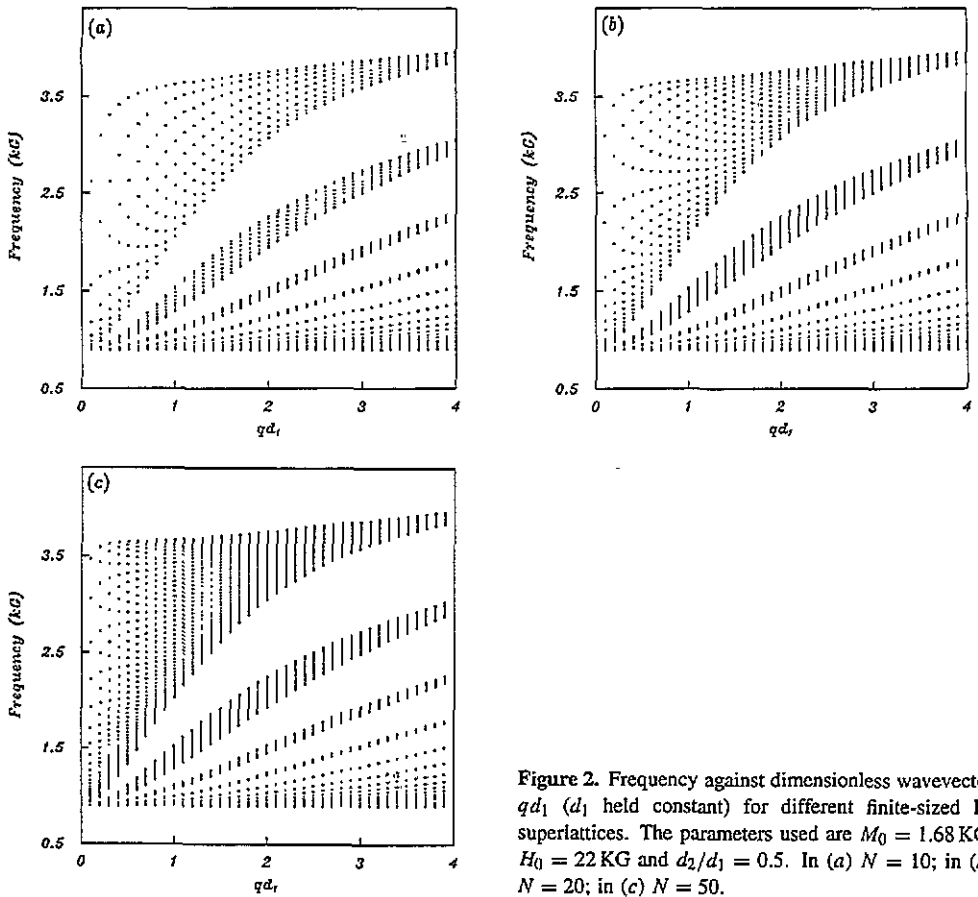 (a)
3.5
2.5
1.5
0.5
Frequency (kG)
0 1 2 3 4
qd₁
(b)
3.5
2.5
1.5
0.5
Frequency (kG)
0 1 2 3 4
qd₁
(c)
3.5
2.5
1.5
0.5
Frequency (kG)
0 1 2 3 4
qd₁
Figure 2. Frequency against dimensionless
qd₁ (d₁ held constant) for different finite-sized
superlattices. The parameters used are M₀ = 1.68
H₀ = 22 KG and d₂/d₁ = 0.5. In (a) N = 10; in
N = 20; in (c) N = 50.